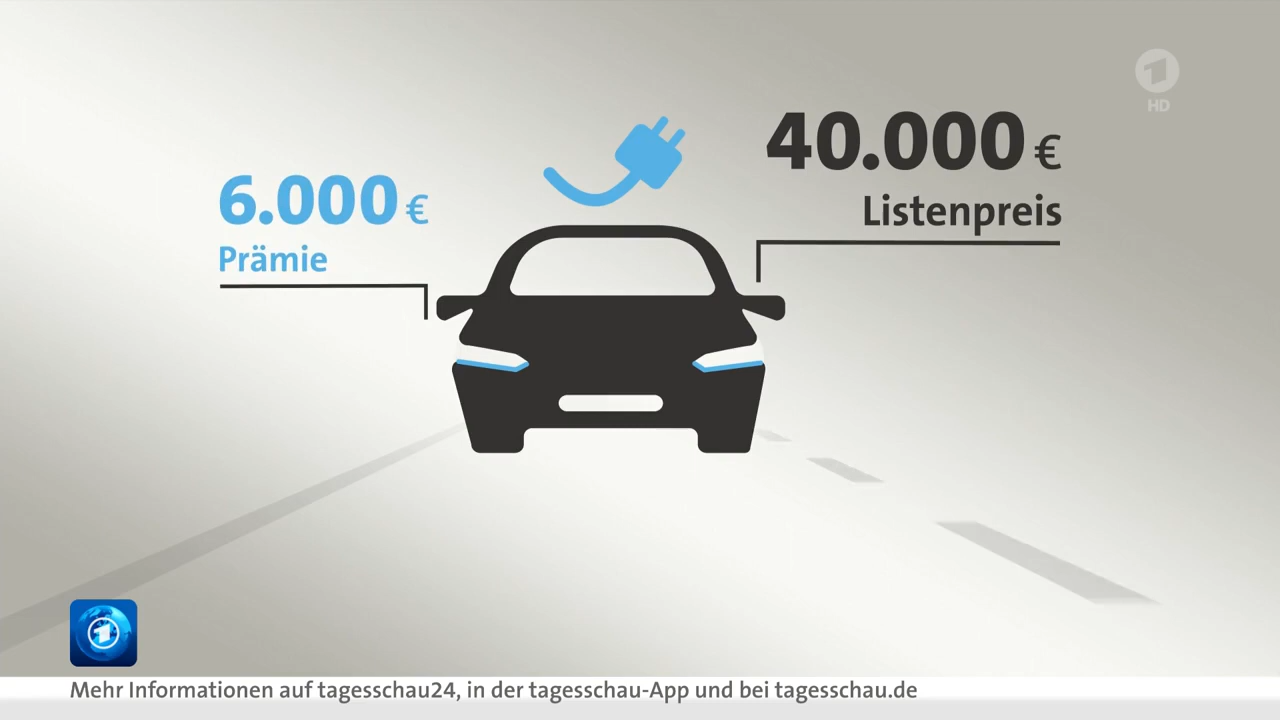 HD
40.000 €
Listenpreis
6.000 €
Prämie
Mehr Informationen auf tagesschau24, in der tagesschau-App und bei tagesschau.de